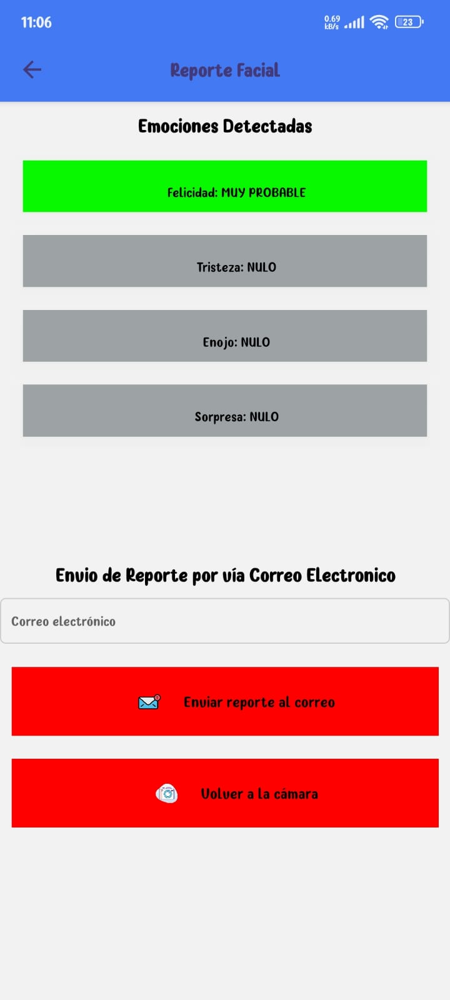 11:06
0.69
kB/s
23
Reporte Facial
Emociones Detectadas
Felicidad: MUY PROBABLE
Tristeza: NULO
Enojo: NULO
Sorpresa: NULO
Envio de Reporte por vía Correo Electronico
Correo electrónico
Enviar reporte al correo
Volver a la cámara